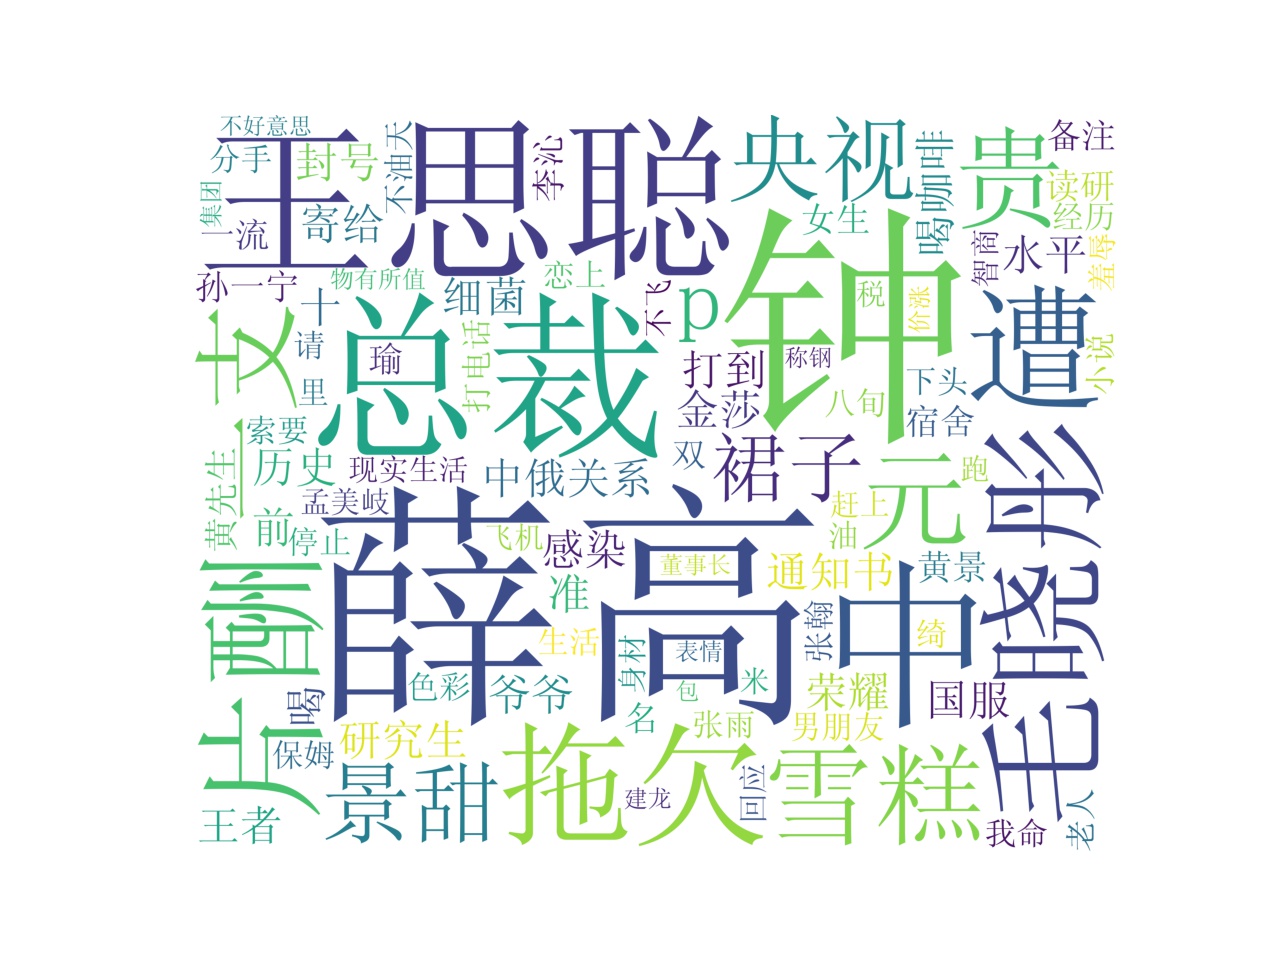 不好意思
王思聪
央视
贵
备注
分手
封号
不油天
李沁
喝咖啡
读研
集团
一流
寄给
女生
经历
钟
智商
水平
羞辱
孙一宁
物有所值
恋上
细菌
不飞
p
税
价涨
遭
十
女
总裁
请
瑜
打电话
打到
称钢
小说
里
金莎
八旬
下头
宿舍
索要
历史
现实生活
中俄关系
双
裙子
元
跑
毛晓彤
黄先生
孟美岐
前
停止
薛
高
飞机
感染
董事长
赶上
油
通知书
黄景
片酬
准
中
生活
张翰
绮
色彩
爷爷
身材
表情
包
米
荣耀
国服
喝
名
张雨
男朋友
保姆
研究生
景甜
拖欠
雪糕
回应
建龙
王者
我命
老人